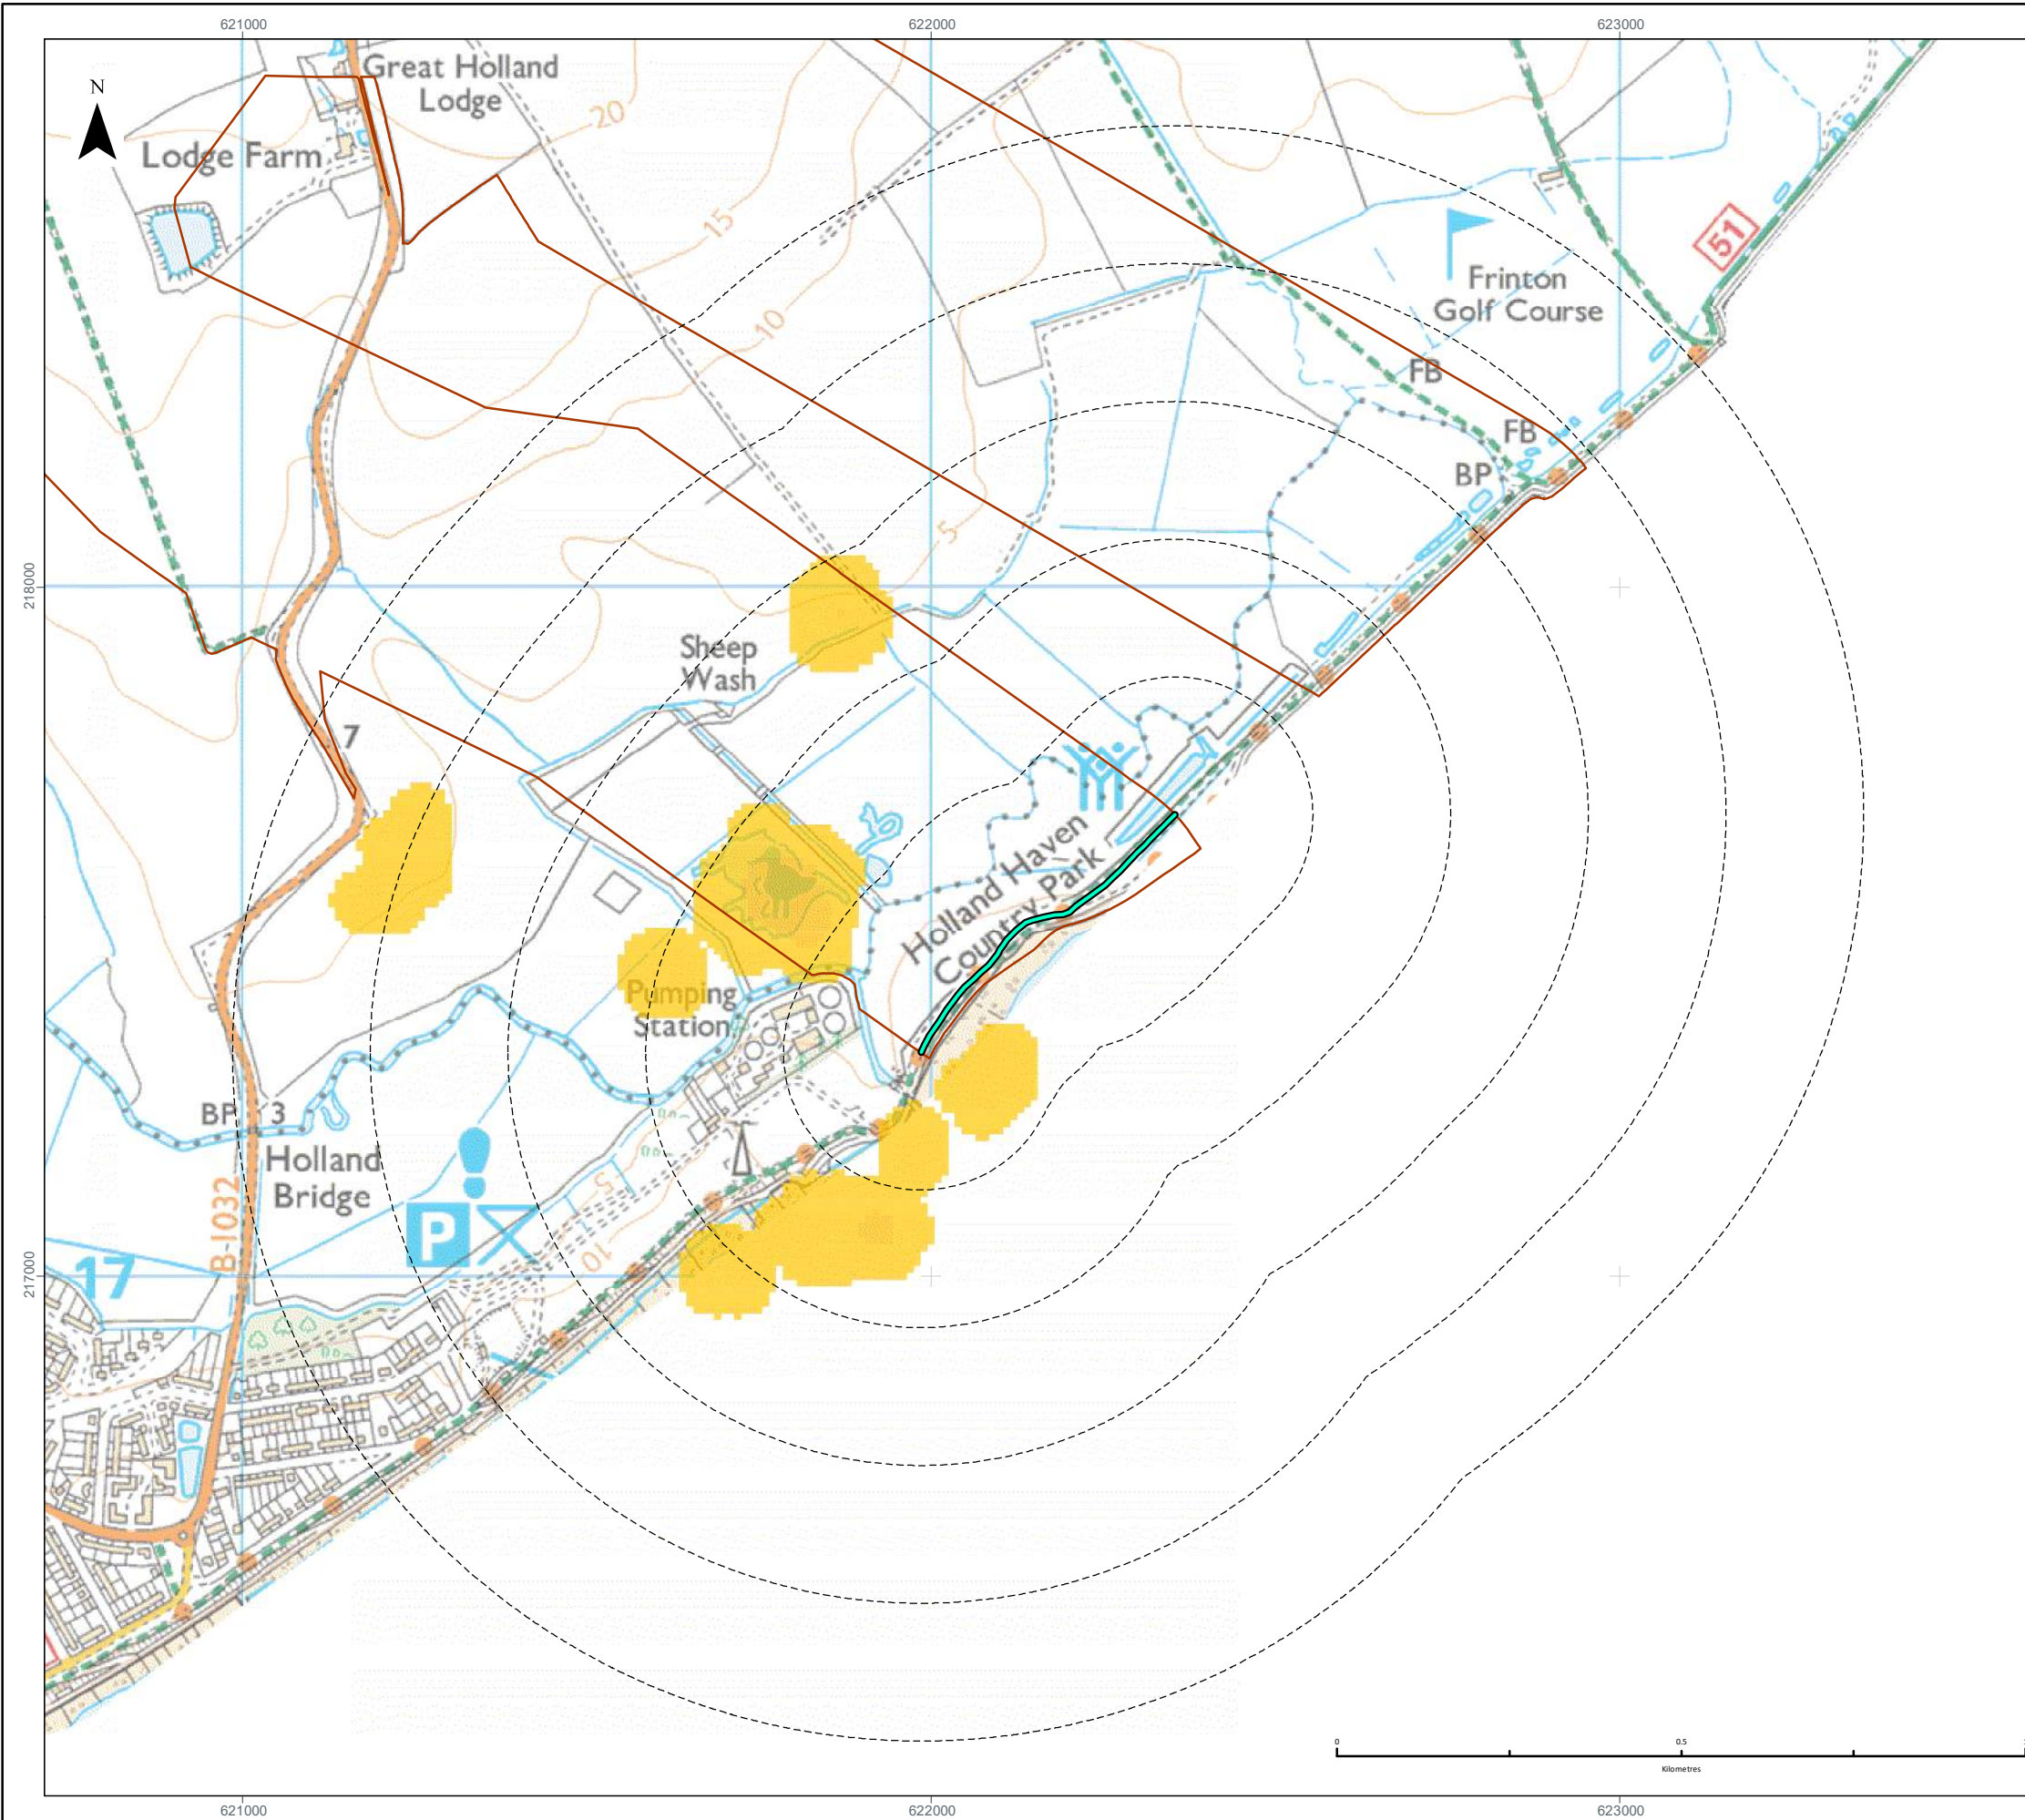 621000
622000
623000
Great Holland
Lodge
N
20
Lodge Farm
15
51
Frinton
Golf Course
10
FB
FB
BP
5
218000
Sheep
Wash
7
Holland Haven
Country Park
Pumping
Station
BP
3
Holland
Bridge
B 1032
5
P
10
17
217000
0
0.5
Kilometres
621000
622000
623000